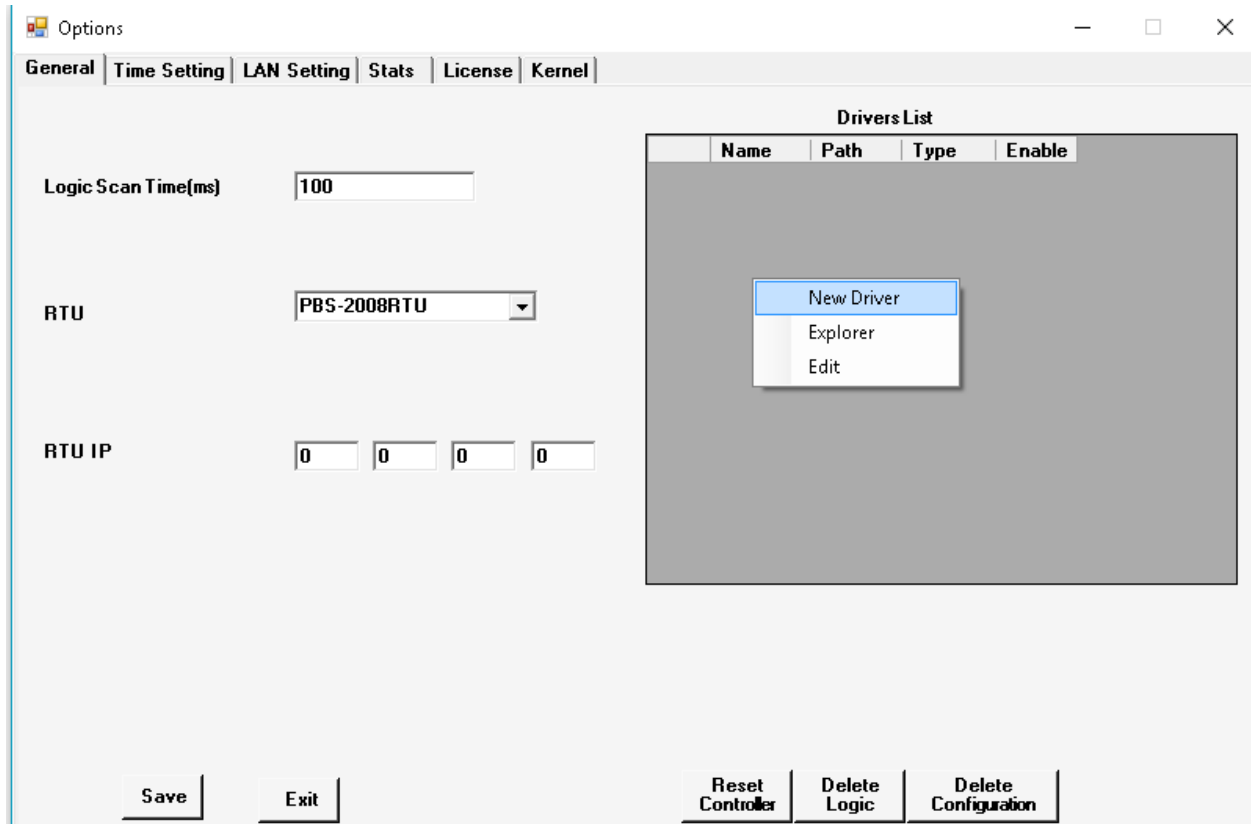 Options
General Time Setting LAN Setting Stats License Kernel
Drivers List
Name Path Type Enable
Logic Scan Time(ms) 100
New Driver
RTU PBS-2008RTU
Explorer
Edit
RTU IP 0 0 0 0
Save Exit
Reset Controller
Delete Logic
Delete Configuration